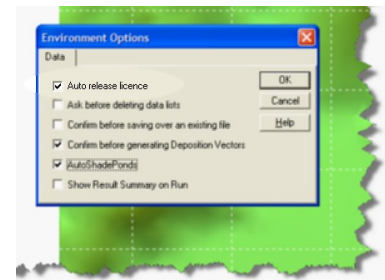 Environment Options
Data
Auto release licence
Ask before deleting data lists
Confirm before saving over an existing file
Confirm before generating Deposition Vectors
AutoShadePonds
Show Result Summary on Run
OK
Cancel
Help